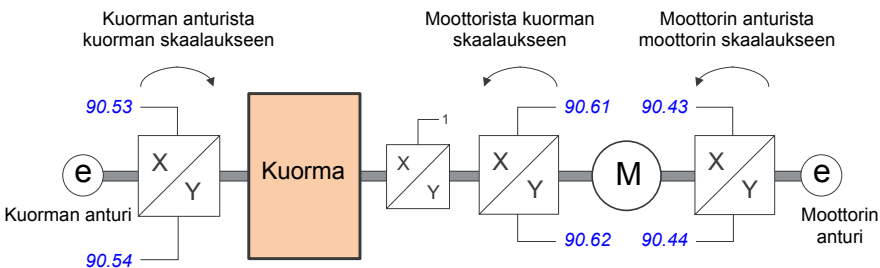 Kuorman anturista
kuorman skaalaukseen
Moottorista kuorman
skaalaukseen
Moottorin anturista
moottorin skaalaukseen
90.53
90.61
90.43
1
e
X
Y
Kuorma
X
Y
X
Y
M
X
Y
e
Kuorman anturi
Moottorin
anturi
90.54
90.62
90.44